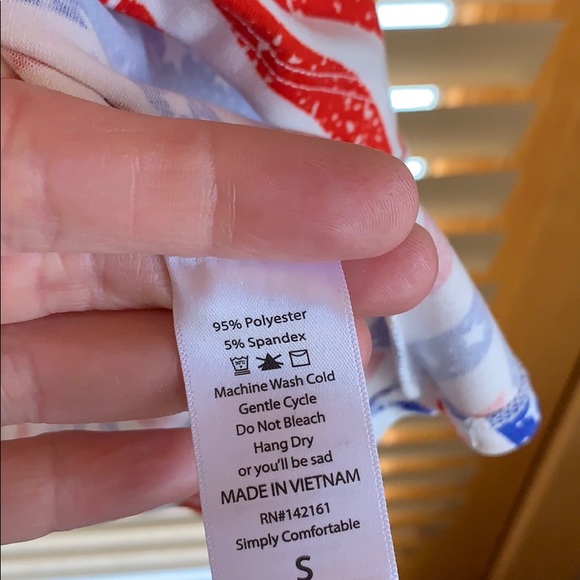 95% Polyester
5% Spandex
Machine Wash Cold
Gentle Cycle
Do Not Bleach
Hang Dry
or you'll be sad
MADE IN VIETNAM
RN#142161
Simply Comfortable
S